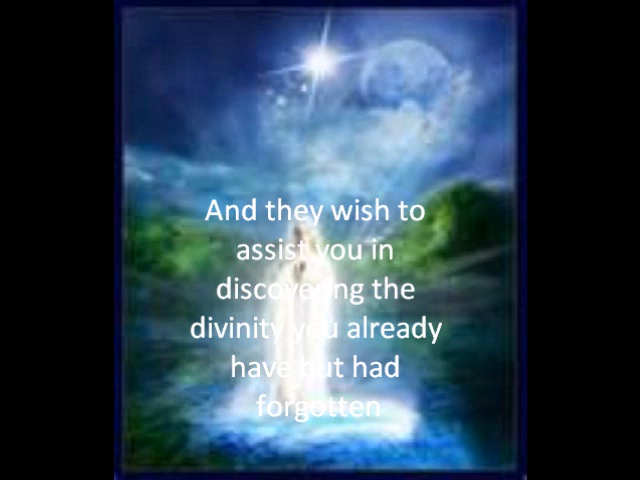 And they wish to
assist you in
discovering the
divinity you already
have but had
forgotten